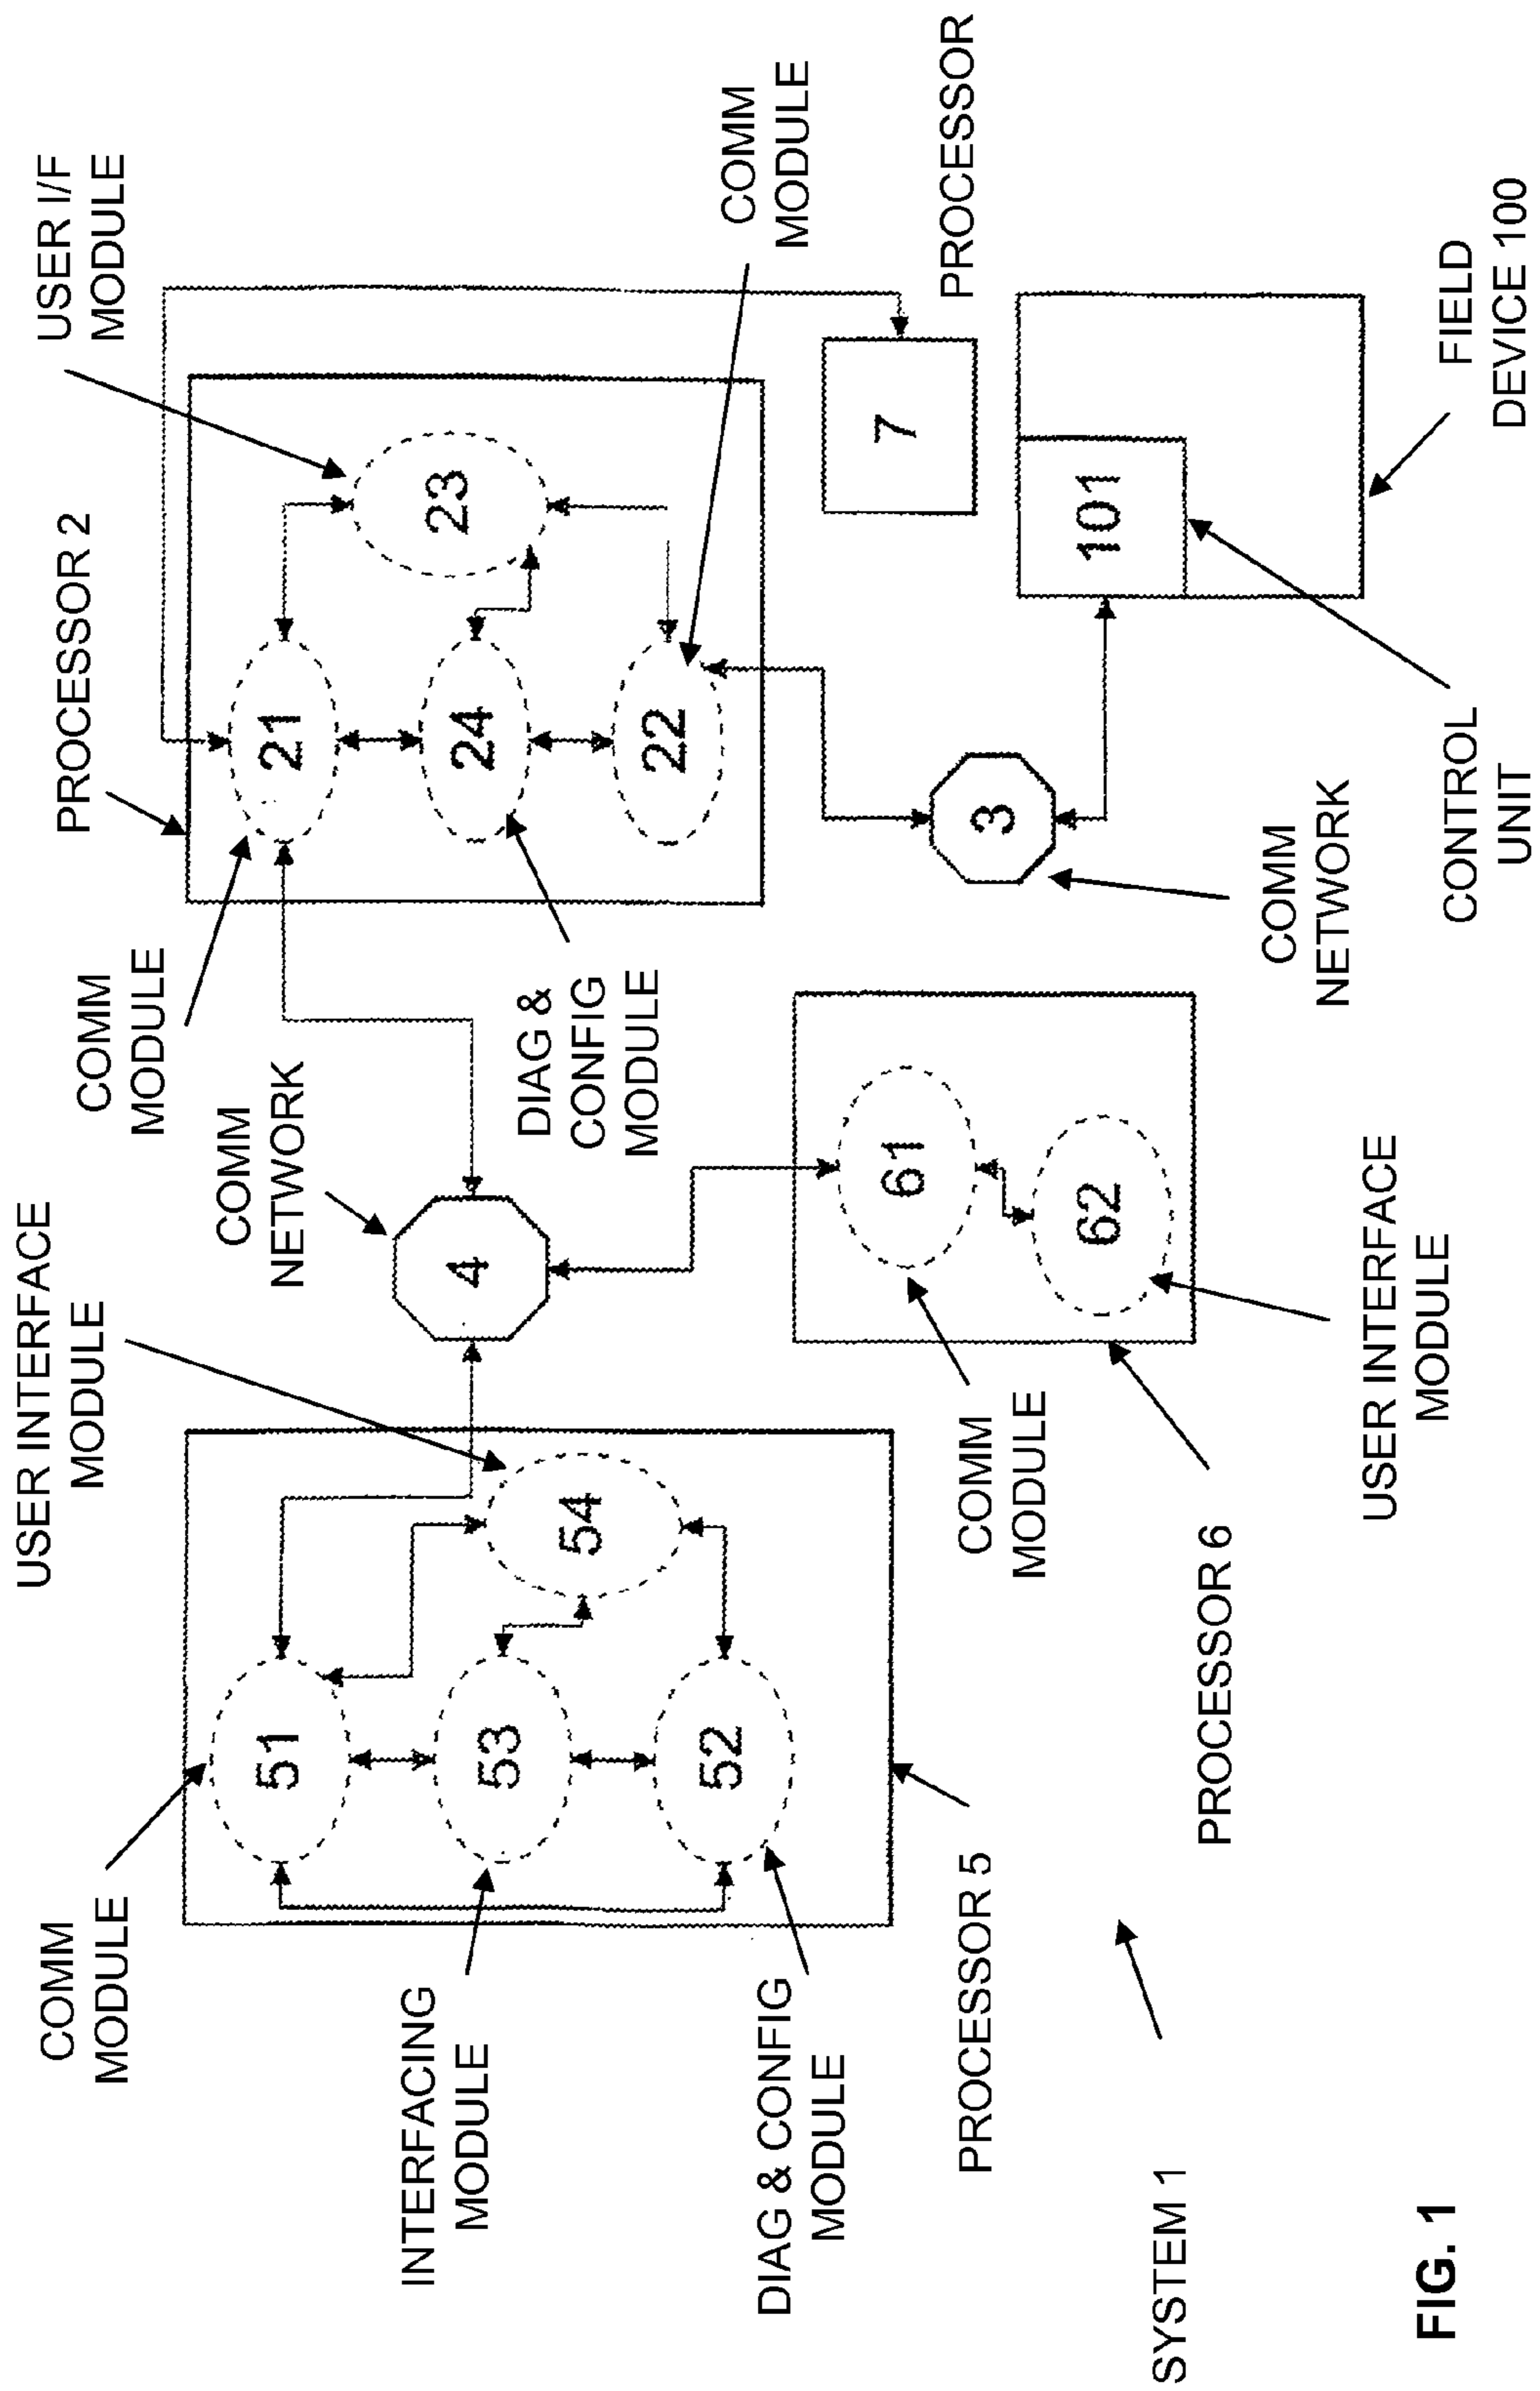 COMM
MODULE
USER INTERFACE
MODULE
COMM
NETWORK
COMM
MODULE
PROCESSOR 2
USER I/F
MODULE
51
53
52
54
4
21
24
22
23
INTERFACING
MODULE
DIAG & CONFIG
MODULE
DIAG &
CONFIG
MODULE
COMM
MODULE
PROCESSOR 5
COMM
MODULE
61
62
3
7
PROCESSOR
101
SYSTEM 1
PROCESSOR 6
USER INTERFACE
MODULE
COMM
NETWORK
CONTROL
UNIT
FIELD
DEVICE 100
FIG. 1